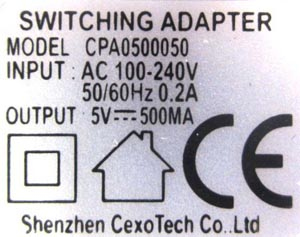 SWITCHING ADAPTER
MODEL CPA0500050
INPUT : AC 100-240V
50/60Hz 0.2A
OUTPUT 5V⎓500MA
CE
Shenzhen CexoTech Co..Ltd